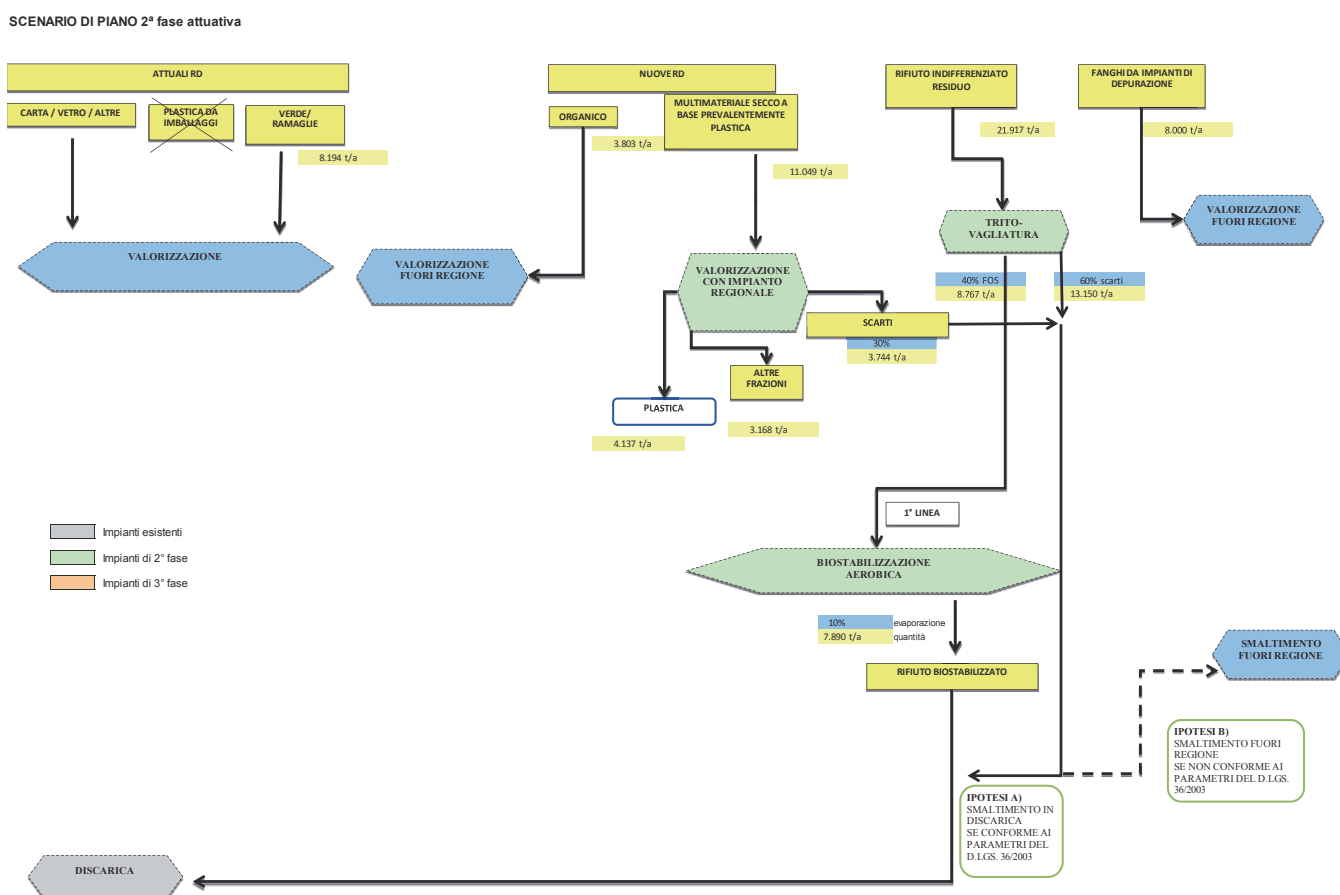 SCENARIO DI PIANO 2ª fase attuativa
ATTUALI RD
NUOVE RD
RIFIUTO INDIFFERENZIATO
RESIDUO
FANGHI DA IMPIANTI DI
DEPURAZIONE
CARTA / VETRO / ALTRE
PLASTICA DA
IMBALLAGGI
VERDE/
RAMAGLIE
ORGANICO
MULTIMATERIALE SECCO A
BASE PREVALENTEMENTE
PLASTICA
8.194 t/a
3.803 t/a
11.049 t/a
21.917 t/a
8.000 t/a
VALORIZZAZIONE
VALORIZZAZIONE
FUORI REGIONE
VALORIZZAZIONE
CON IMPIANTO
REGIONALE
TRITO-
VAGLIATURA
VALORIZZAZIONE
FUORI REGIONE
40% FOS
8.767 t/a
60% scarti
13.150 t/a
SCARTI
30%
3.744 t/a
ALTRE
FRAZIONI
3.168 t/a
PLASTICA
4.137 t/a
1° LINEA
Impianti esistenti
Impianti di 2° fase
Impianti di 3° fase
BIOSTABILIZZAZIONE
AEROBICA
10% evaporazione
7.890 t/a quantità
RIFIUTO BIOSTABILIZZATO
SMALTIMENTO
FUORI REGIONE
IPOTESI B)
SMALTIMENTO FUORI
REGIONE
SE NON CONFORME AI
PARAMETRI DEL D.LGS.
36/2003
IPOTESI A)
SMALTIMENTO IN
DISCARICA
SE CONFORME AI
PARAMETRI DEL
D.LGS. 36/2003
DISCARICA